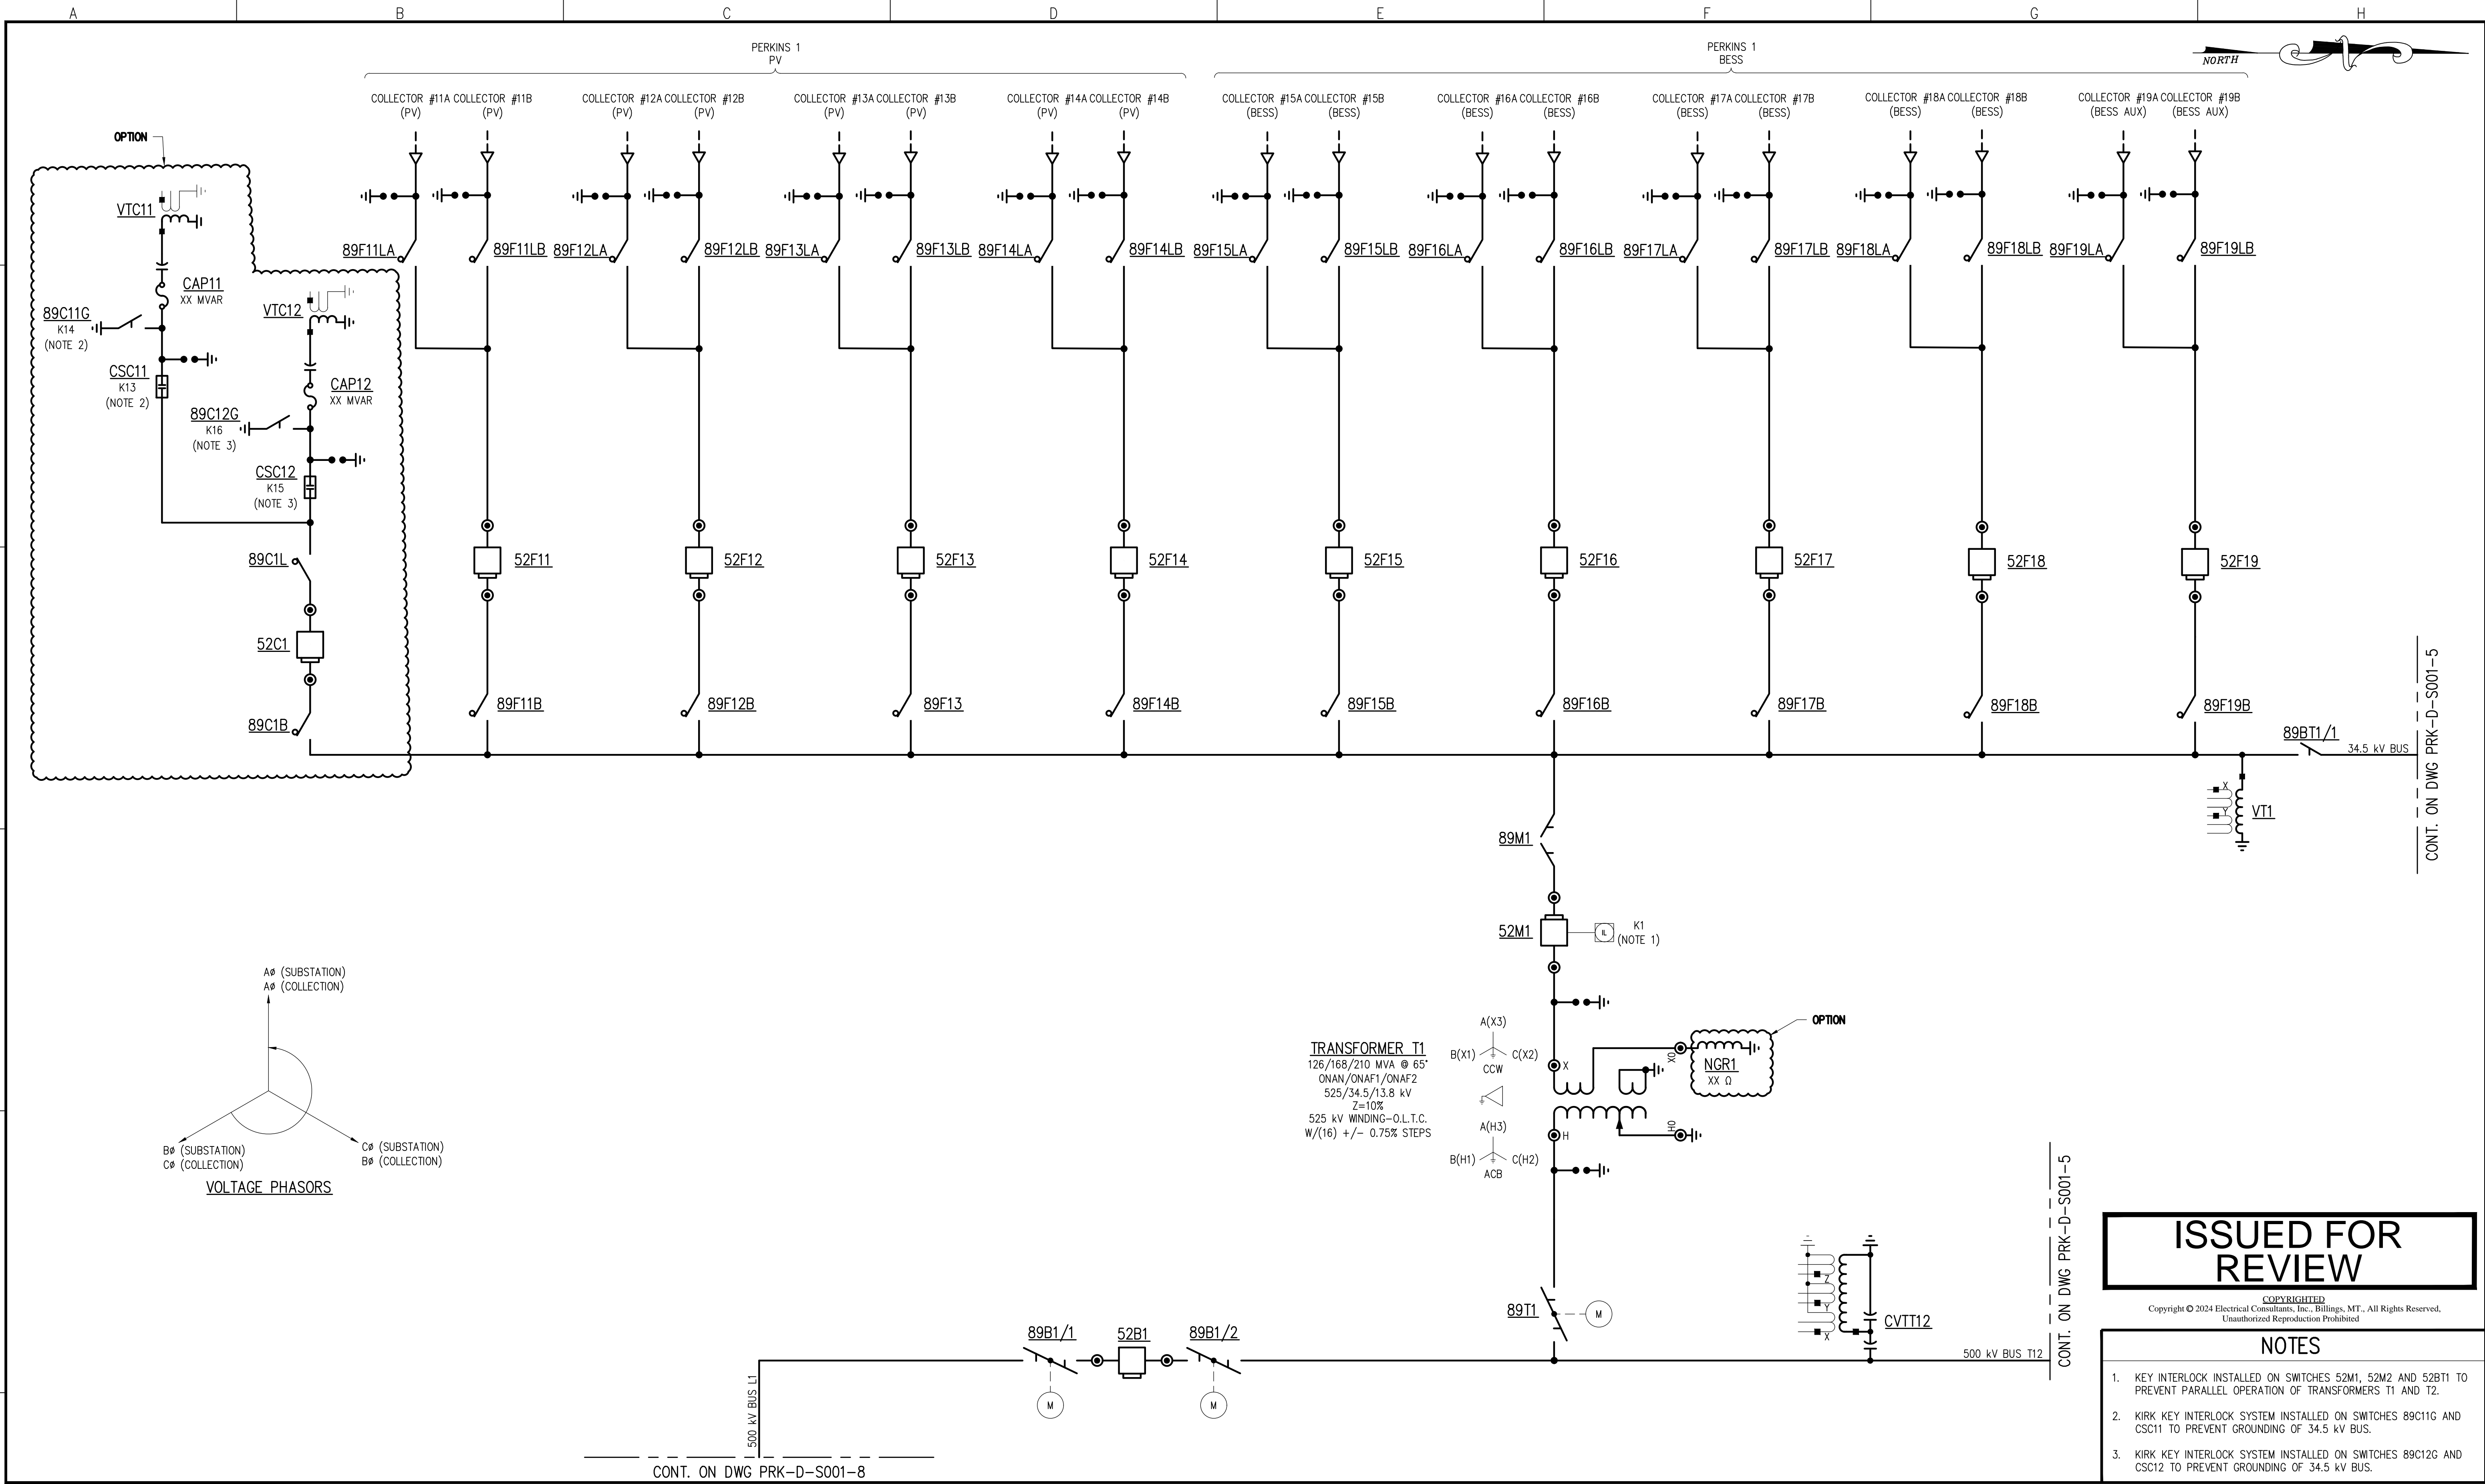 A B C D E F G H
PERKINS 1
PV
PERKINS 1
BESS
NORTH
COLLECTOR #11A COLLECTOR #11B
(PV) (PV)
COLLECTOR #12A COLLECTOR #12B
(PV) (PV)
COLLECTOR #13A COLLECTOR #13B
(PV) (PV)
COLLECTOR #14A COLLECTOR #14B
(PV) (PV)
COLLECTOR #15A COLLECTOR #15B
(BESS) (BESS)
COLLECTOR #16A COLLECTOR #16B
(BESS) (BESS)
COLLECTOR #17A COLLECTOR #17B
(BESS) (BESS)
COLLECTOR #18A COLLECTOR #18B
(BESS) (BESS)
COLLECTOR #19A COLLECTOR #19B
(BESS AUX) (BESS AUX)
OPTION
VTC11
CAP11
XX MVAR
89C11G
K14
(NOTE 2)
CSC11
K13
(NOTE 2)
VTC12
CAP12
XX MVAR
89C12G
K16
(NOTE 3)
CSC12
K15
(NOTE 3)
89C1L
52C1
89C1B
89F11LA 89F11LB 89F12LA 89F12LB 89F13LA 89F13LB 89F14LA 89F14LB 89F15LA 89F15LB 89F16LA 89F16LB 89F17LA 89F17LB 89F18LA 89F18LB 89F19LA 89F19LB
52F11 52F12 52F13 52F14 52F15 52F16 52F17 52F18 52F19
89F11B 89F12B 89F13 89F14B 89F15B 89F16B 89F17B 89F18B 89F19B
89BT1/1
34.5 kV BUS
CONT. ON DWG PRK-D-S001-5
X
Y
VT1
89M1
52M1
IL
K1
(NOTE 1)
AØ (SUBSTATION)
AØ (COLLECTION)
BØ (SUBSTATION)
CØ (COLLECTION)
CØ (SUBSTATION)
BØ (COLLECTION)
VOLTAGE PHASORS
TRANSFORMER T1
126/168/210 MVA @ 65°
ONAN/ONAF1/ONAF2
525/34.5/13.8 kV
Z=10%
525 kV WINDING-O.L.T.C.
W/(16) +/- 0.75% STEPS
A(X3)
B(X1) C(X2)
CCW
A(H3)
B(H1) C(H2)
ACB
X
X0
H
H0
OPTION
NGR1
XX Ω
89T1
M
Z
Y
X
CVTT12
89B1/1
52B1
89B1/2
M
M
500 kV BUS L1
500 kV BUS T12
CONT. ON DWG PRK-D-S001-5
CONT. ON DWG PRK-D-S001-8
ISSUED FOR
REVIEW
COPYRIGHTED
Copyright © 2024 Electrical Consultants, Inc., Billings, MT., All Rights Reserved,
Unauthorized Reproduction Prohibited
NOTES
1. KEY INTERLOCK INSTALLED ON SWITCHES 52M1, 52M2 AND 52BT1 TO
PREVENT PARALLEL OPERATION OF TRANSFORMERS T1 AND T2.
2. KIRK KEY INTERLOCK SYSTEM INSTALLED ON SWITCHES 89C11G AND
CSC11 TO PREVENT GROUNDING OF 34.5 kV BUS.
3. KIRK KEY INTERLOCK SYSTEM INSTALLED ON SWITCHES 89C12G AND
CSC12 TO PREVENT GROUNDING OF 34.5 kV BUS.